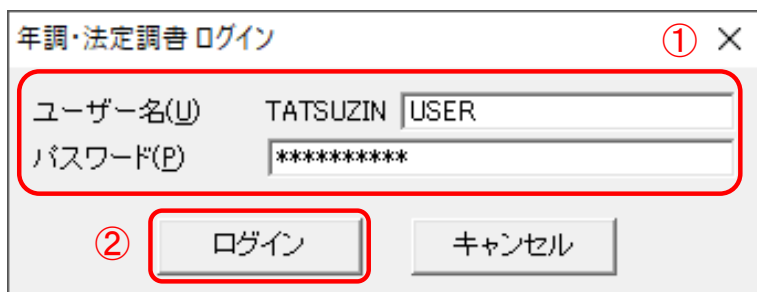 年調・法定調書 ログイン
①
ユーザー名(U) TATSUZIN USER
パスワード(P) **********
② ログイン キャンセル